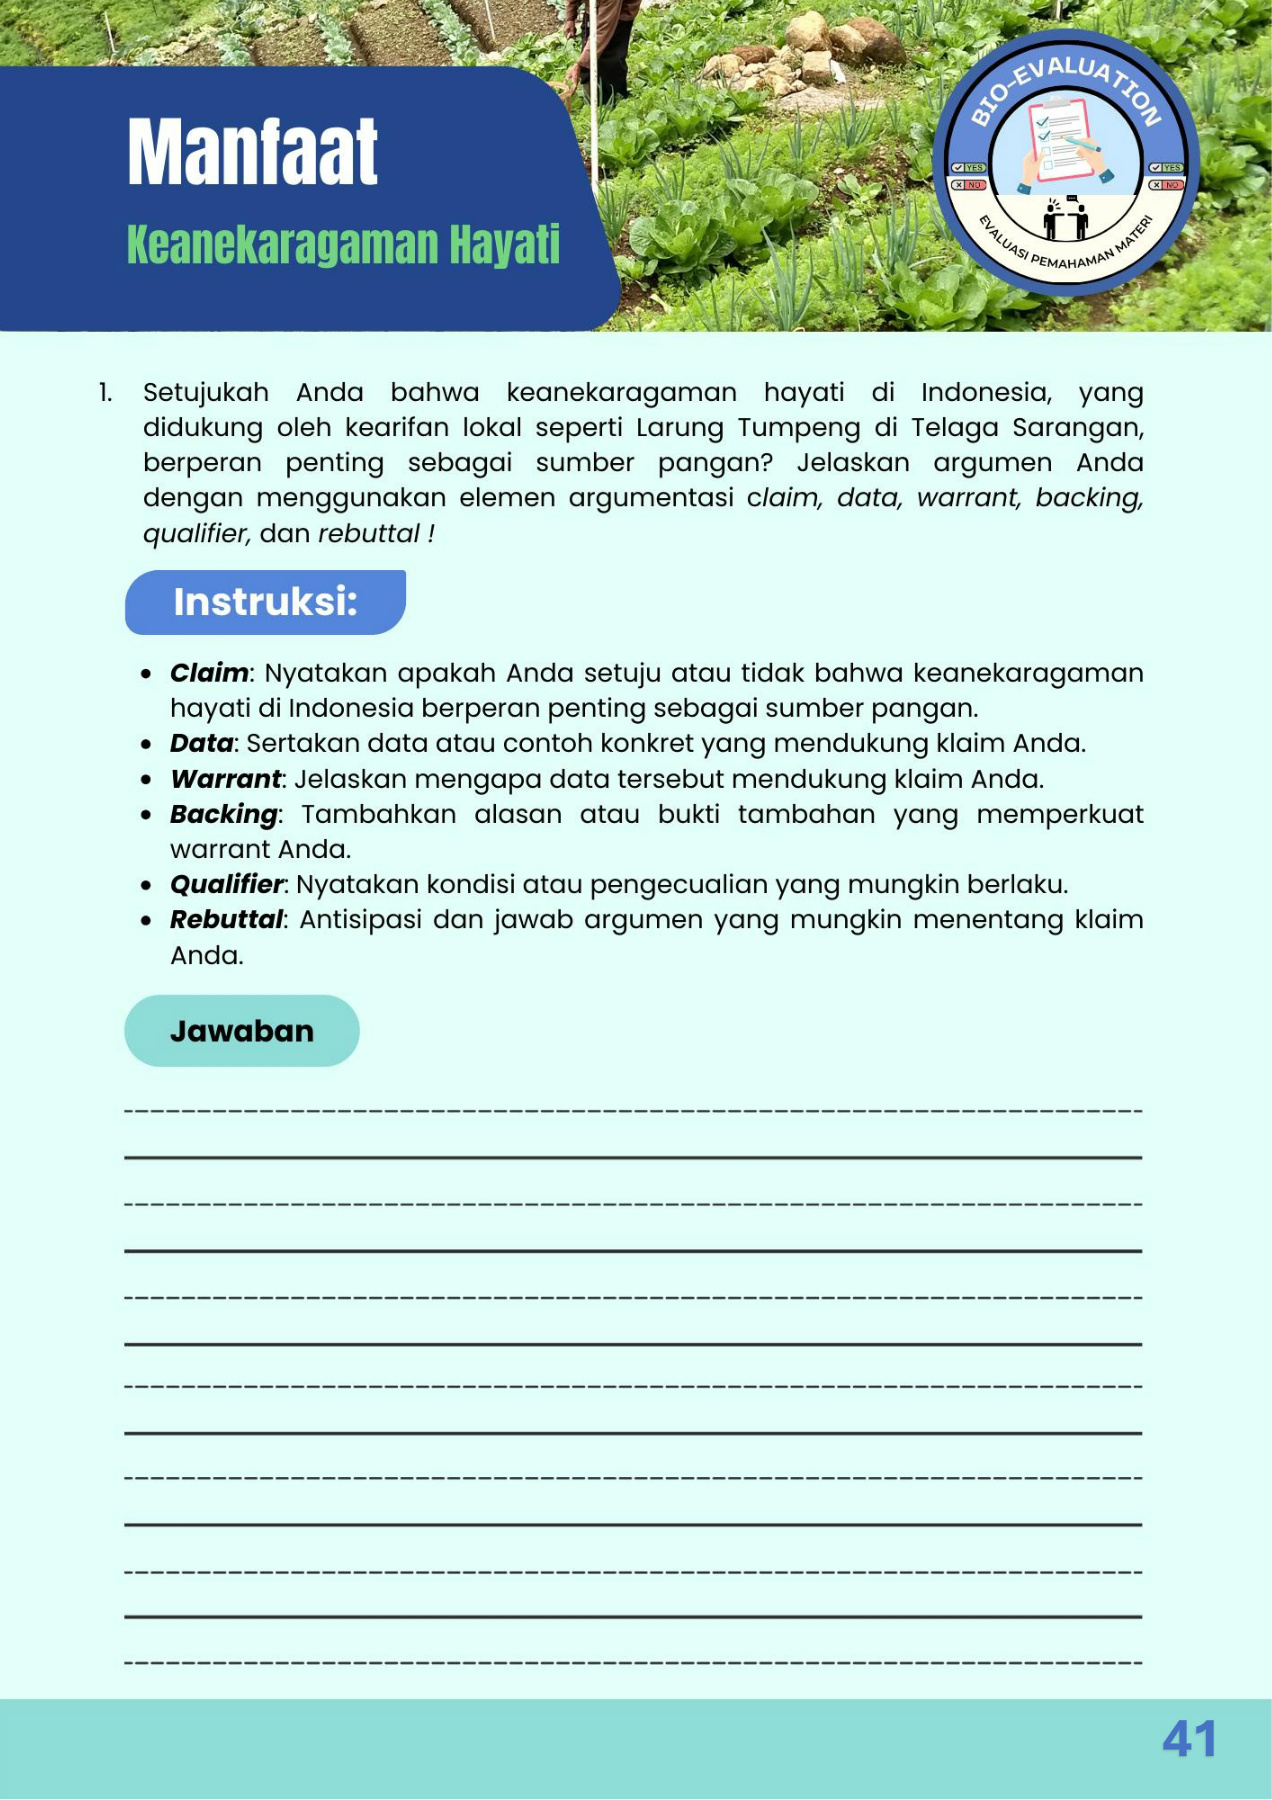 Manfaat
Keanekaragaman Hayati
BIO-EVALUATION
YES
NO
YES
NO
EVALUASI PEMAHAMAN MATERI
1. Setujukah Anda bahwa keanekaragaman hayati di Indonesia, yang
didukung oleh kearifan lokal seperti Larung Tumpeng di Telaga Sarangan,
berperan penting sebagai sumber pangan? Jelaskan argumen Anda
dengan menggunakan elemen argumentasi claim, data, warrant, backing,
qualifier, dan rebuttal !
Instruksi:
• Claim: Nyatakan apakah Anda setuju atau tidak bahwa keanekaragaman
hayati di Indonesia berperan penting sebagai sumber pangan.
• Data: Sertakan data atau contoh konkret yang mendukung klaim Anda.
• Warrant: Jelaskan mengapa data tersebut mendukung klaim Anda.
• Backing: Tambahkan alasan atau bukti tambahan yang memperkuat
warrant Anda.
• Qualifier: Nyatakan kondisi atau pengecualian yang mungkin berlaku.
• Rebuttal: Antisipasi dan jawab argumen yang mungkin menentang klaim
Anda.
Jawaban
41